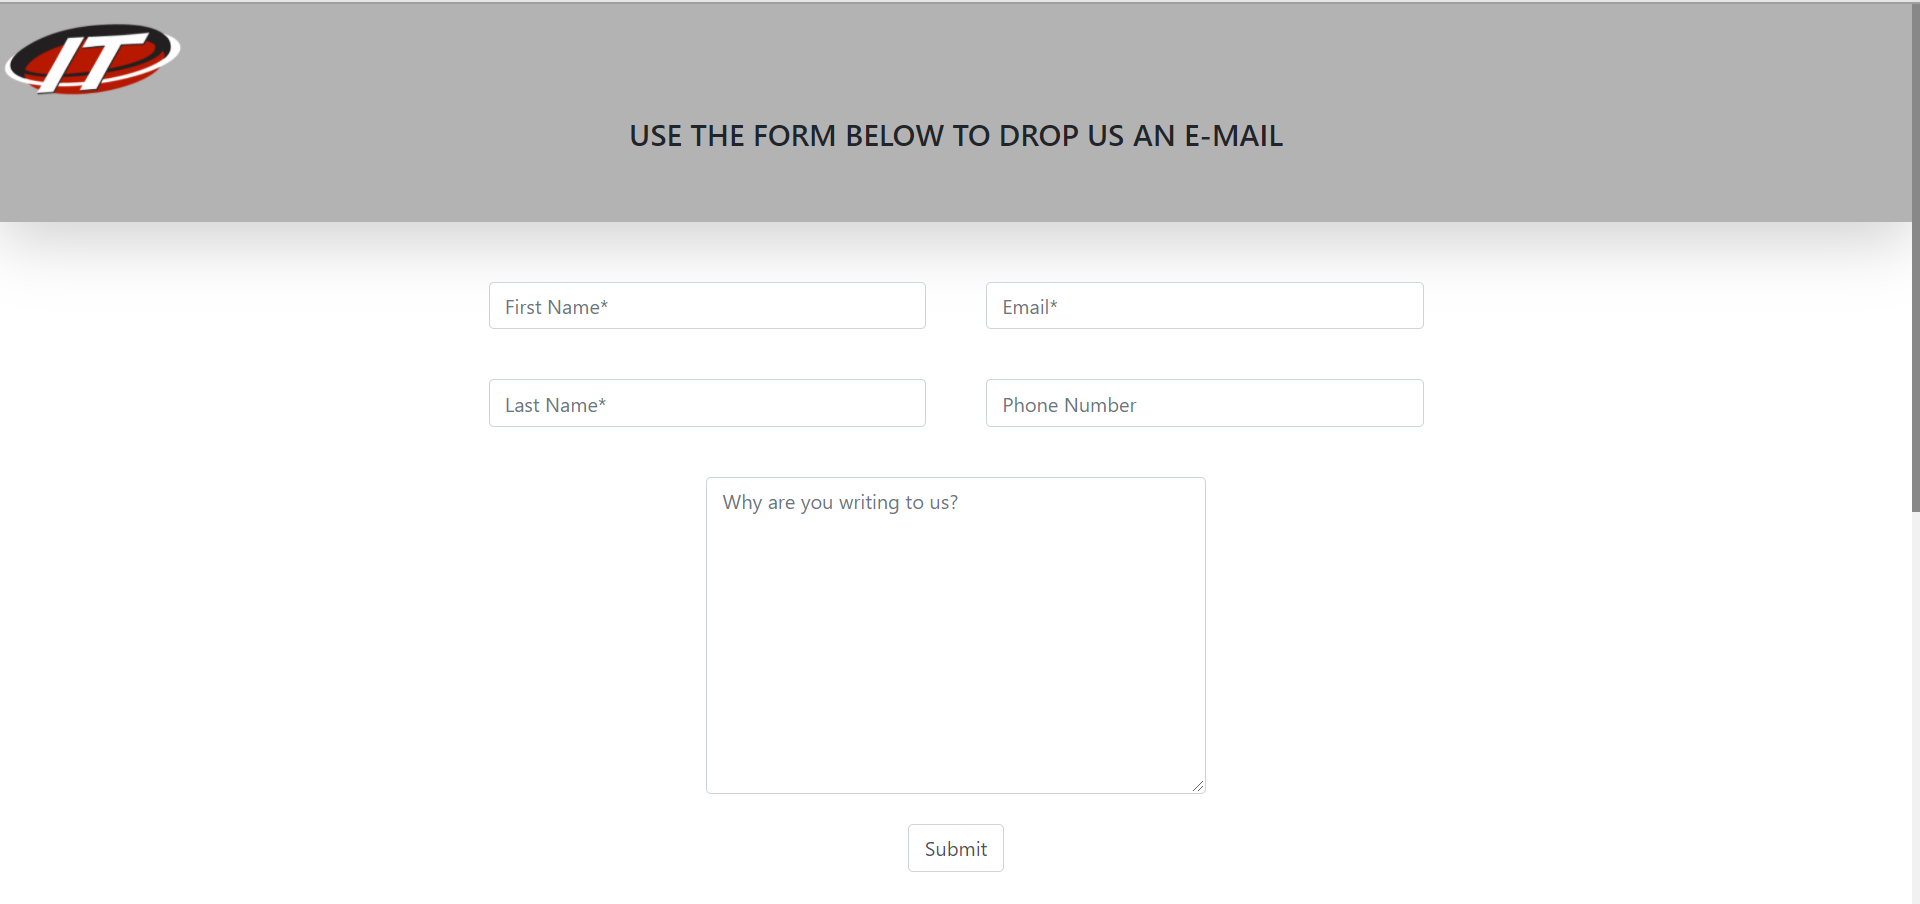 IT
USE THE FORM BELOW TO DROP US AN E-MAIL
First Name*
Email*
Last Name*
Phone Number
Why are you writing to us?
Submit